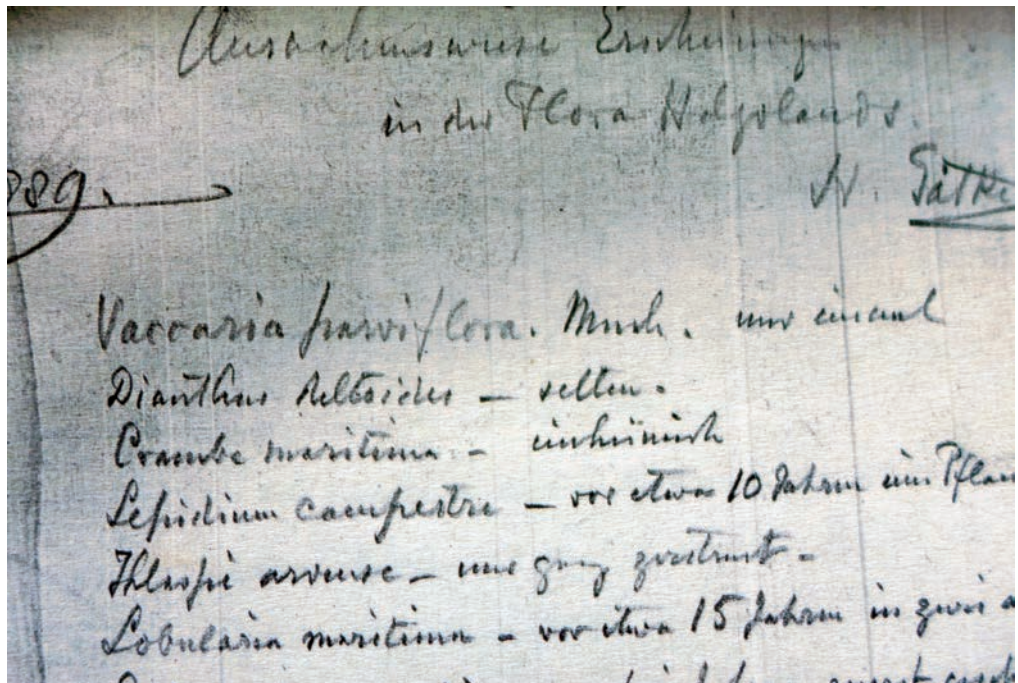 Ausnahmsweise Erscheinungen
in der Flora Helgolands.
889.
H. Gätke
Vaccaria parviflora. Mnch. nur einmal
Dianthus deltoides – selten.
Crambe maritima. – einheimisch
Lepidium campestre – vor etwa 10 Jahren eine Pflan
Thlaspi arvense – nur ganz zerstreut –
Lobularia maritima – vor etwa 15 Jahren in zwei
zuerst